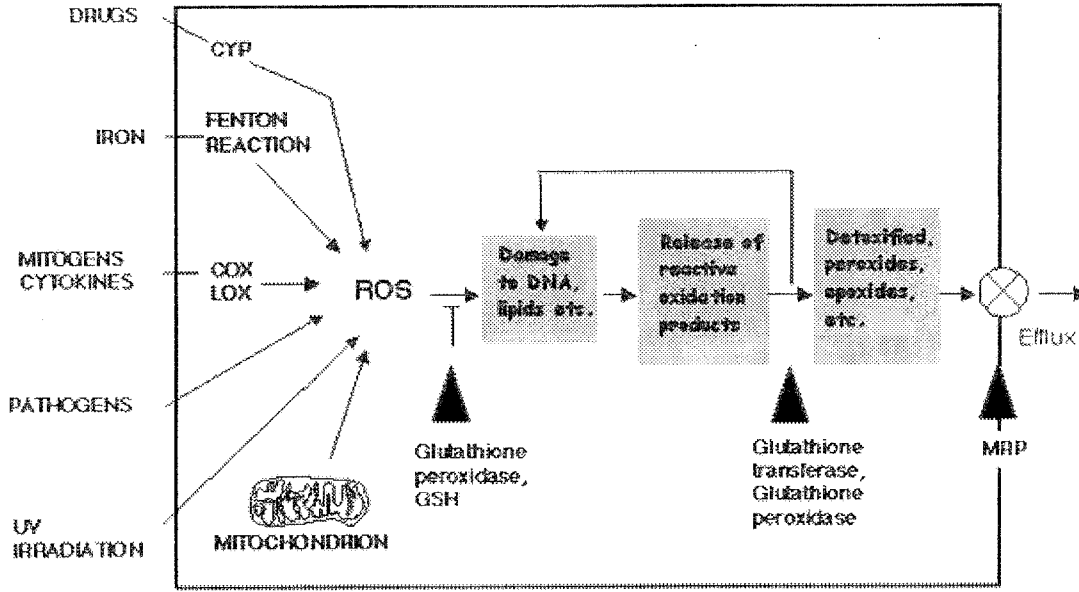 DRUGS
CYP
IRON
FENTON
REACTION
MITOGENS
CYTOKINES
COX
LOX
ROS
Damage
to DNA,
lipids etc.
Release of
reactive
oxidation
products
Detoxified,
peroxides,
epoxides,
etc.
Efflux
PATHOGENS
Glutathione
peroxidase,
GSH
Glutathione
transferase,
Glutathione
peroxidase
MRP
UV
IRRADIATION
MITOCHONDRION